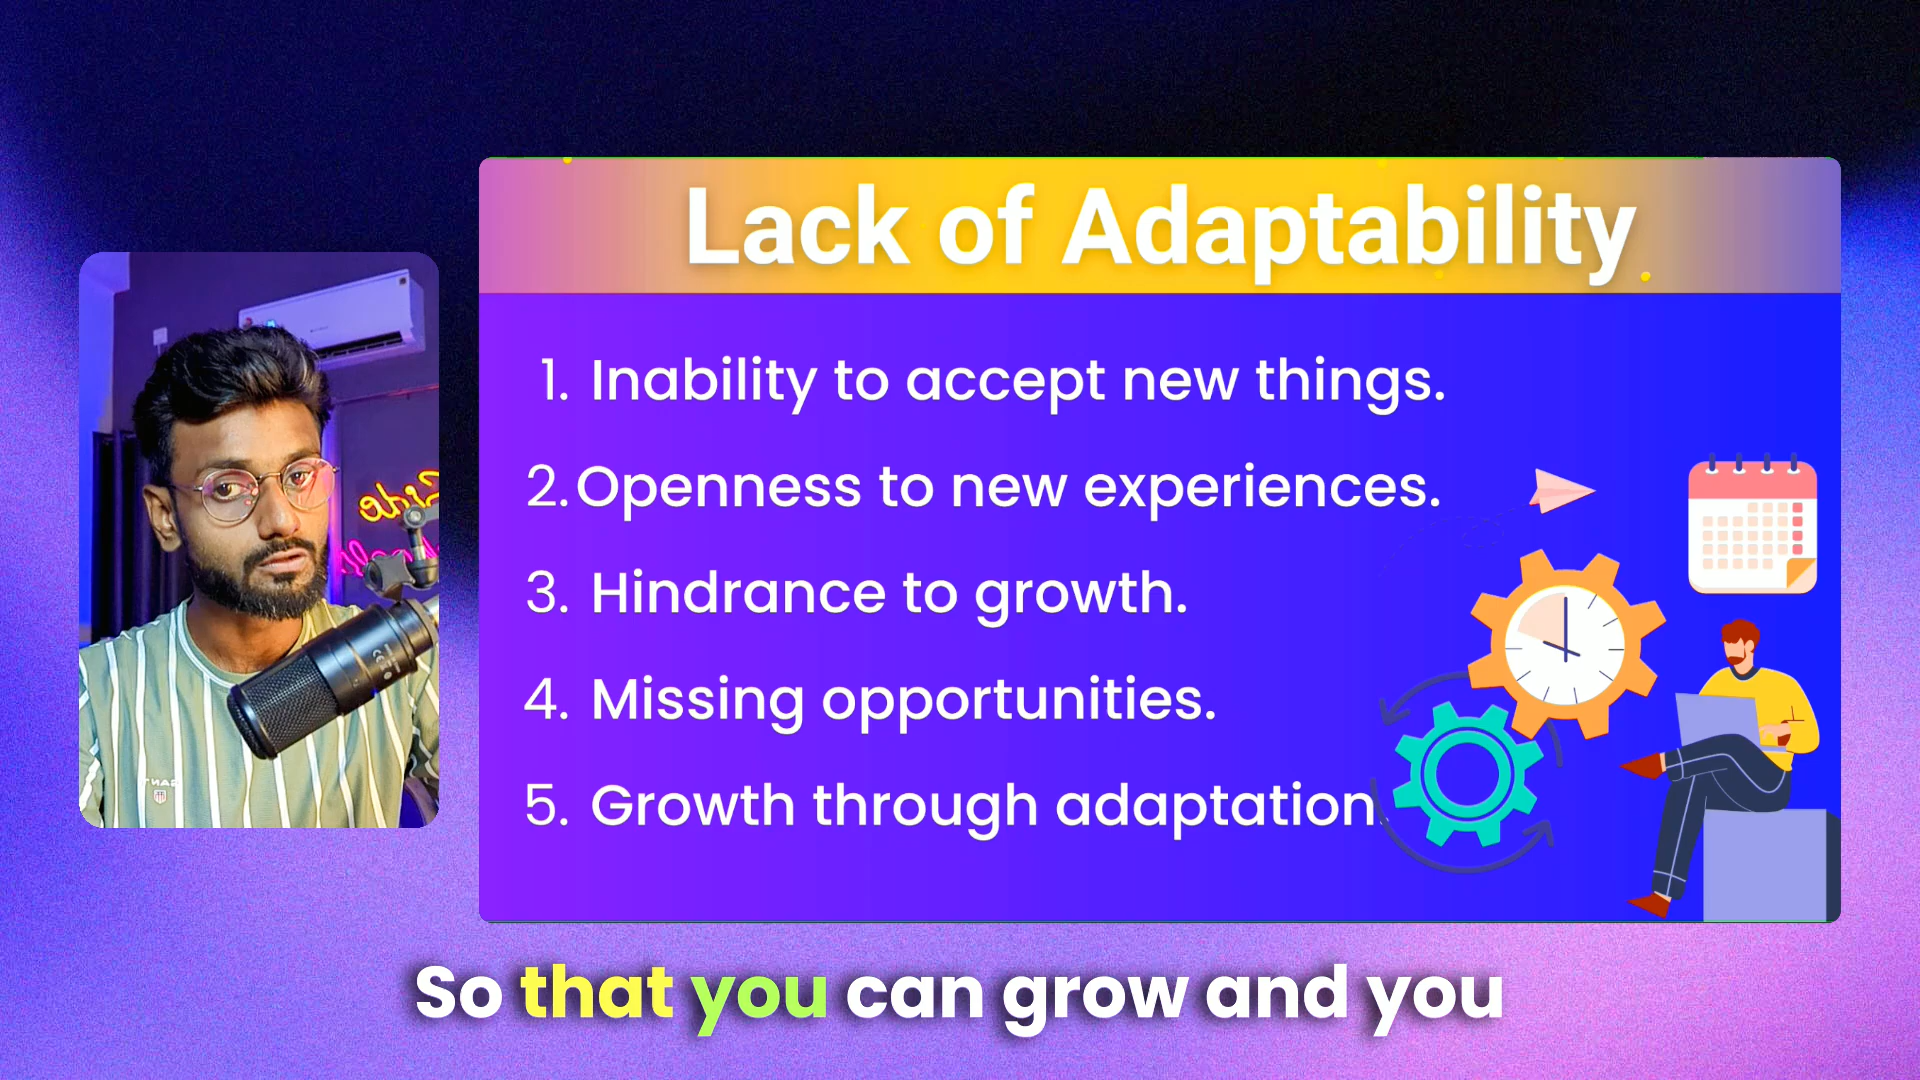 Lack of Adaptability
1. Inability to accept new things.
2. Openness to new experiences.
3. Hindrance to growth.
4. Missing opportunities.
5. Growth through adaptation.
So that you can grow and you